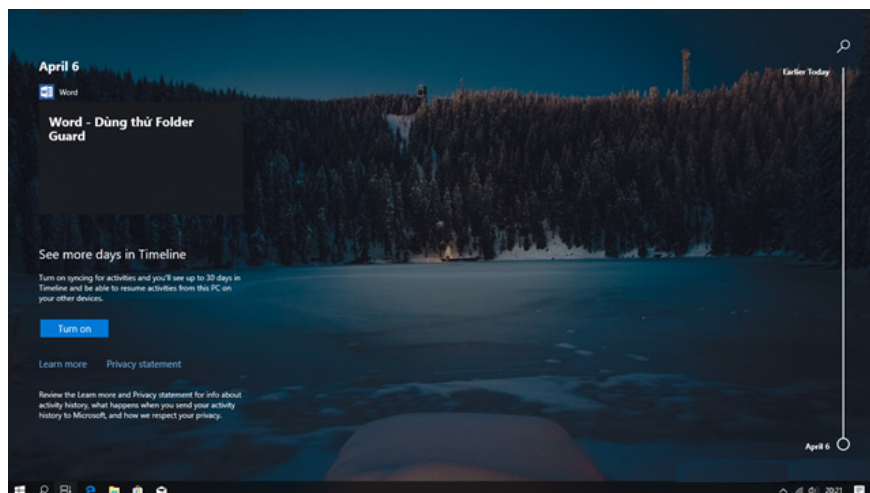 April 6
Earlier Today
Word
Word - Dùng thử Folder
Guard
See more days in Timeline
Turn on syncing for activities and you'll see up to 30 days in
Timeline and be able to resume activities from this PC on
your other devices.
Turn on
Learn more Privacy statement
Review the Learn more and Privacy statement for info about
activity history, what happens when you send your activity
history to Microsoft, and how we respect your privacy.
April 6
20:21